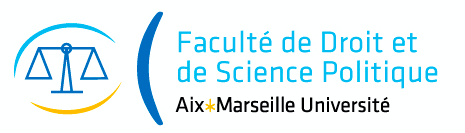 Faculté de Droit et
de Science Politique
Aix*Marseille Université